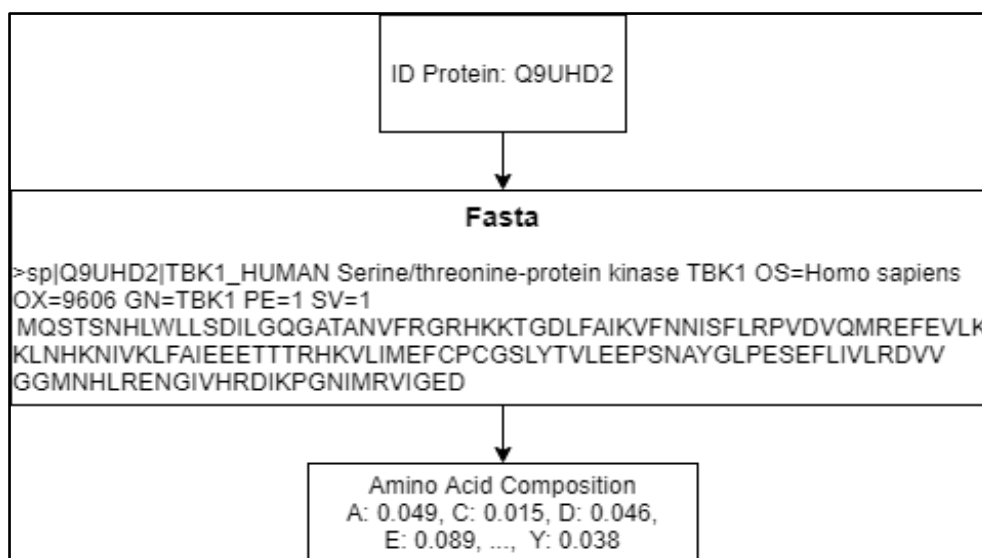 ID Protein: Q9UHD2
Fasta
>sp|Q9UHD2|TBK1_HUMAN Serine/threonine-protein kinase TBK1 OS=Homo sapiens
OX=9606 GN=TBK1 PE=1 SV=1
MQSTSNHLWLLSDILGQGATANVFRGRHKKTGDLFAIKVFNNISFLRPVDVQMREFEVLK
KLNHKNIVKLFAIEEETTTRHKVLIMEFCPCGSLYTVLEEPSNAYGLPESEFLIVLRDVV
GGMNHLRENGIVHRDIKPGNIMRVIGED
Amino Acid Composition
A: 0.049, C: 0.015, D: 0.046,
E: 0.089, ..., Y: 0.038